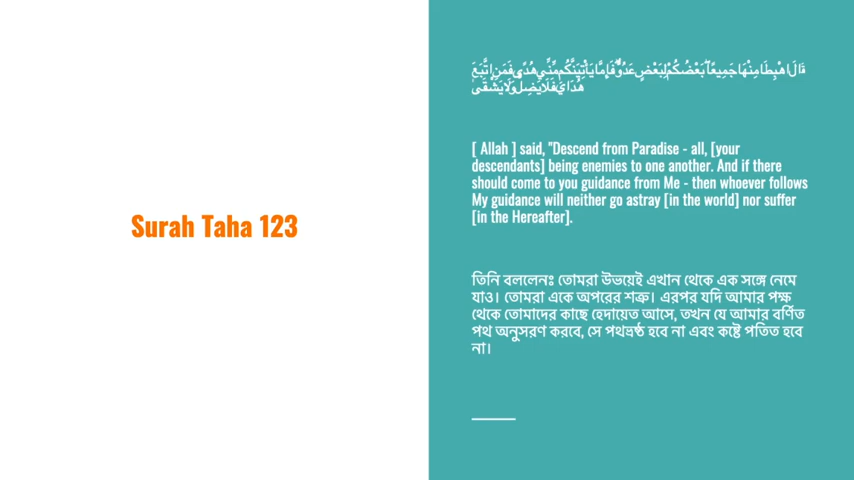 Surah Taha 123
قَالَ اهْبِطَا مِنْهَا جَمِيعًا ۖ بَعْضُكُمْ لِبَعْضٍ عَدُوٌّ ۖ فَإِمَّا يَأْتِيَنَّكُم مِّنِّي هُدًى فَمَنِ اتَّبَعَ
هُدَايَ فَلَا يَضِلُّ وَلَا يَشْقَىٰ
[ Allah ] said, "Descend from Paradise - all, [your
descendants] being enemies to one another. And if there
should come to you guidance from Me - then whoever follows
My guidance will neither go astray [in the world] nor suffer
[in the Hereafter].
তিনি বললেনঃ তোমরা উভয়েই এখান থেকে এক সঙ্গে নেমে
যাও। তোমরা একে অপরের শত্রু। এরপর যদি আমার পক্ষ
থেকে তোমাদের কাছে হেদায়েত আসে, তখন যে আমার বর্ণিত
পথ অনুসরণ করবে, সে পথভ্রষ্ঠ হবে না এবং কষ্টে পতিত হবে
না।